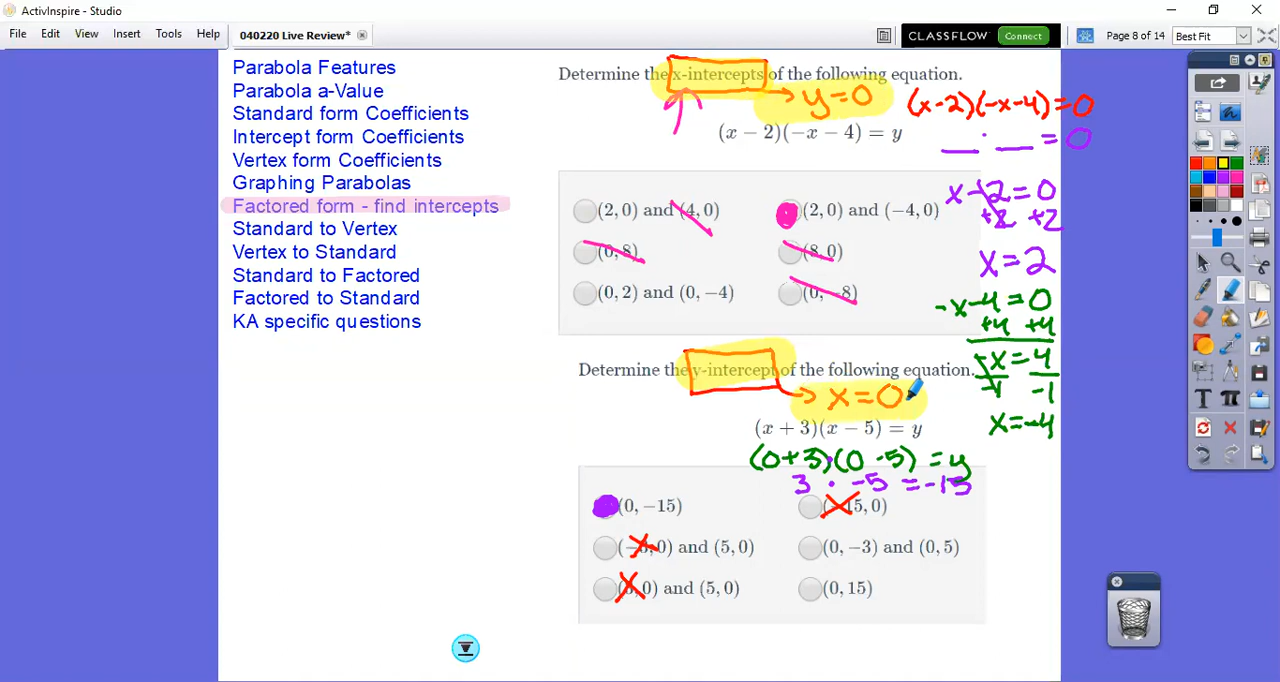 ActivInspire - Studio
File Edit View Insert Tools Help 040220 Live Review* CLASSFLOW Connect Page 8 of 14 Best Fit
Parabola Features
Parabola a-Value
Standard form Coefficients
Intercept form Coefficients
Vertex form Coefficients
Graphing Parabolas
Factored form - find intercepts
Standard to Vertex
Vertex to Standard
Standard to Factored
Factored to Standard
KA specific questions
Determine the x-intercepts of the following equation.
→ y=0
(x − 2)(−x − 4) = y
(2, 0) and (4, 0) (2, 0) and (−4, 0)
(0, 8) (8, 0)
(0, 2) and (0, −4) (0, −8)
(x-2)(-x-4)=0
__ · __ = 0
x-2=0
+2 +2
x=2
-x-4=0
+4 +4
-x=4
-1 -1
x=-4
Determine the y-intercept of the following equation.
→ x=0
(x + 3)(x − 5) = y
(0+3)·(0-5) = y
3 · -5 = -15
(0, −15) (−15, 0)
(−3, 0) and (5, 0) (0, −3) and (0, 5)
(3, 0) and (5, 0) (0, 15)